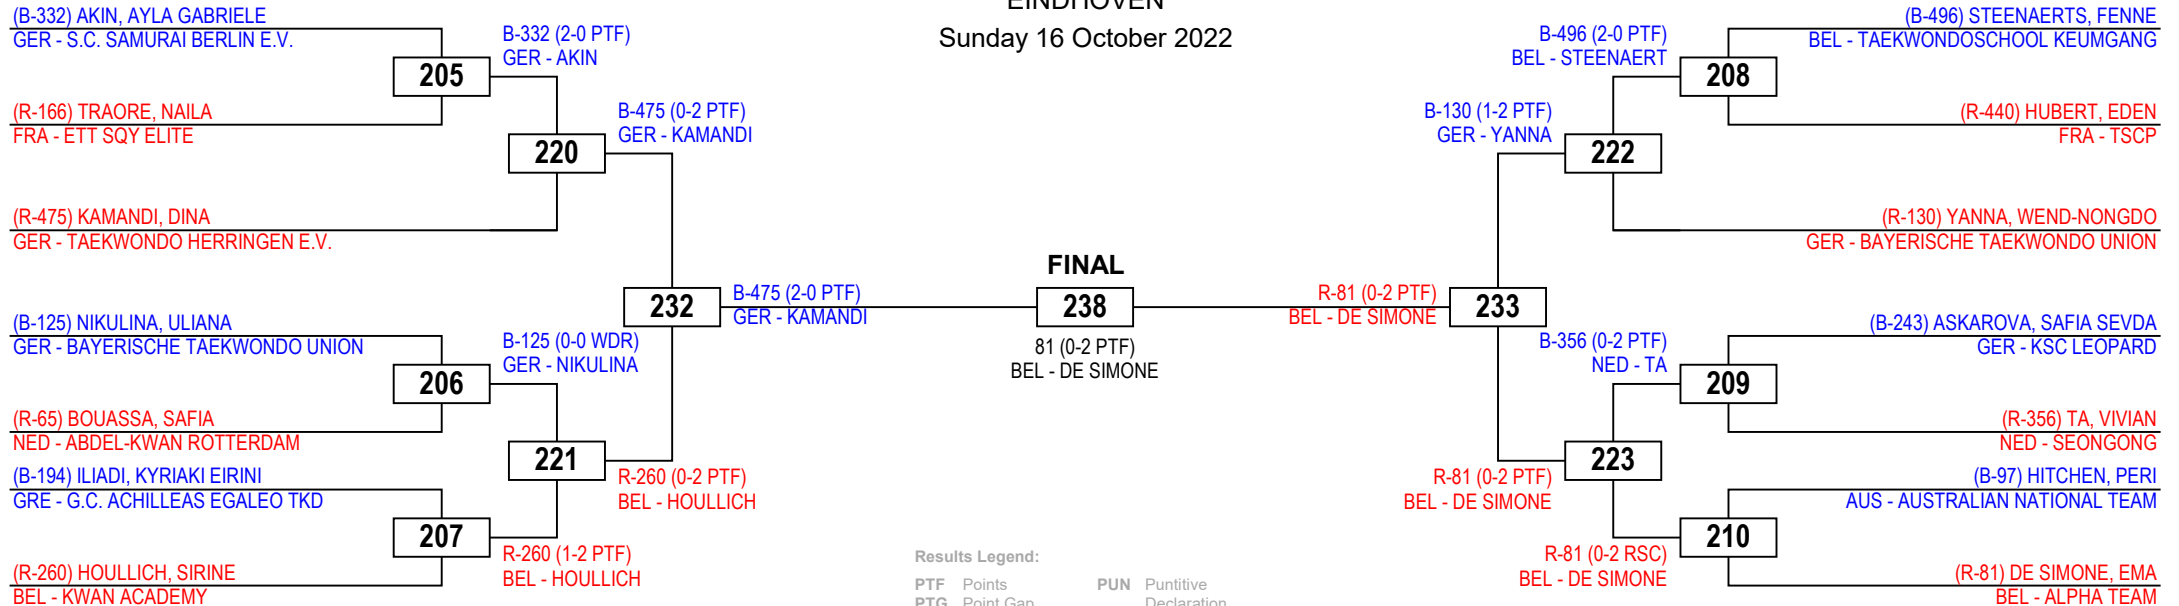 EINDHOVEN
Sunday 16 October 2022
(B-332) AKIN, AYLA GABRIELE
GER - S.C. SAMURAI BERLIN E.V.
205
(R-166) TRAORE, NAILA
FRA - ETT SQY ELITE
B-332 (2-0 PTF)
GER - AKIN
220
(R-475) KAMANDI, DINA
GER - TAEKWONDO HERRINGEN E.V.
B-475 (0-2 PTF)
GER - KAMANDI
232
B-475 (2-0 PTF)
GER - KAMANDI
(B-125) NIKULINA, ULIANA
GER - BAYERISCHE TAEKWONDO UNION
206
(R-65) BOUASSA, SAFIA
NED - ABDEL-KWAN ROTTERDAM
B-125 (0-0 WDR)
GER - NIKULINA
221
(B-194) ILIADI, KYRIAKI EIRINI
GRE - G.C. ACHILLEAS EGALEO TKD
207
(R-260) HOULLICH, SIRINE
BEL - KWAN ACADEMY
R-260 (1-2 PTF)
BEL - HOULLICH
R-260 (0-2 PTF)
BEL - HOULLICH
FINAL
238
81 (0-2 PTF)
BEL - DE SIMONE
(B-496) STEENAERTS, FENNE
BEL - TAEKWONDOSCHOOL KEUMGANG
208
(R-440) HUBERT, EDEN
FRA - TSCP
B-496 (2-0 PTF)
BEL - STEENAERT
222
(R-130) YANNA, WEND-NONGDO
GER - BAYERISCHE TAEKWONDO UNION
B-130 (1-2 PTF)
GER - YANNA
233
R-81 (0-2 PTF)
BEL - DE SIMONE
(B-243) ASKAROVA, SAFIA SEVDA
GER - KSC LEOPARD
209
(R-356) TA, VIVIAN
NED - SEONGONG
B-356 (0-2 PTF)
NED - TA
223
(B-97) HITCHEN, PERI
AUS - AUSTRALIAN NATIONAL TEAM
210
(R-81) DE SIMONE, EMA
BEL - ALPHA TEAM
R-81 (0-2 RSC)
BEL - DE SIMONE
R-81 (0-2 PTF)
BEL - DE SIMONE
Results Legend:
PTF Points PUN Puntitive
PTG Point Gap Declaration